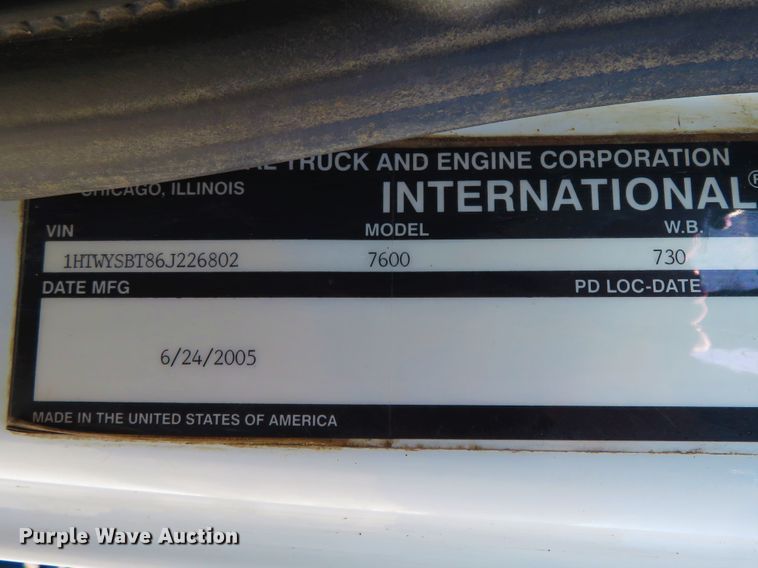 TRUCK AND ENGINE CORPORATION
CHICAGO, ILLINOIS
INTERNATIONAL®
VIN MODEL W.B.
1HTWYSBT86J226802 7600 730
DATE MFG PD LOC-DATE
6/24/2005
MADE IN THE UNITED STATES OF AMERICA
Purple Wave Auction